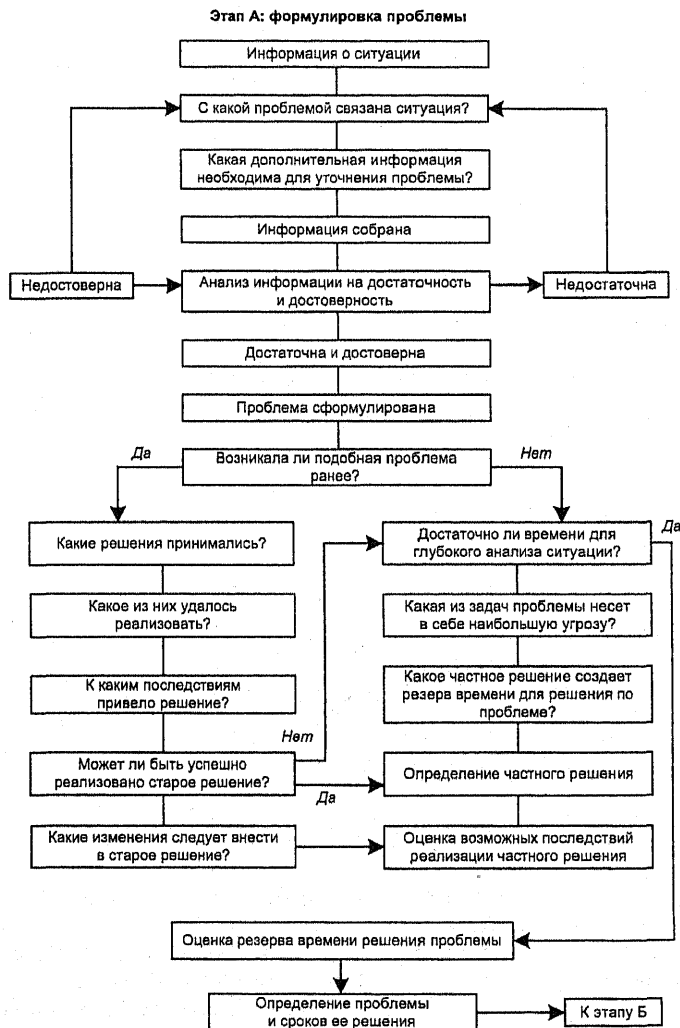 Этап А: формулировка проблемы
Информация о ситуации
С какой проблемой связана ситуация?
Какая дополнительная информация
необходима для уточнения проблемы?
Информация собрана
Недостоверна
Анализ информации на достаточность
и достоверность
Недостаточна
Достаточна и достоверна
Проблема сформулирована
Да
Возникала ли подобная проблема
ранее?
Нет
Какие решения принимались?
Достаточно ли времени для
глубокого анализа ситуации?
Да
Какое из них удалось
реализовать?
Какая из задач проблемы несет
в себе наибольшую угрозу?
К каким последствиям
привело решение?
Какое частное решение создает
резерв времени для решения по
проблеме?
Нет
Может ли быть успешно
реализовано старое решение?
Да
Определение частного решения
Какие изменения следует внести
в старое решение?
Оценка возможных последствий
реализации частного решения
Оценка резерва времени решения проблемы
Определение проблемы
и сроков ее решения
К этапу Б